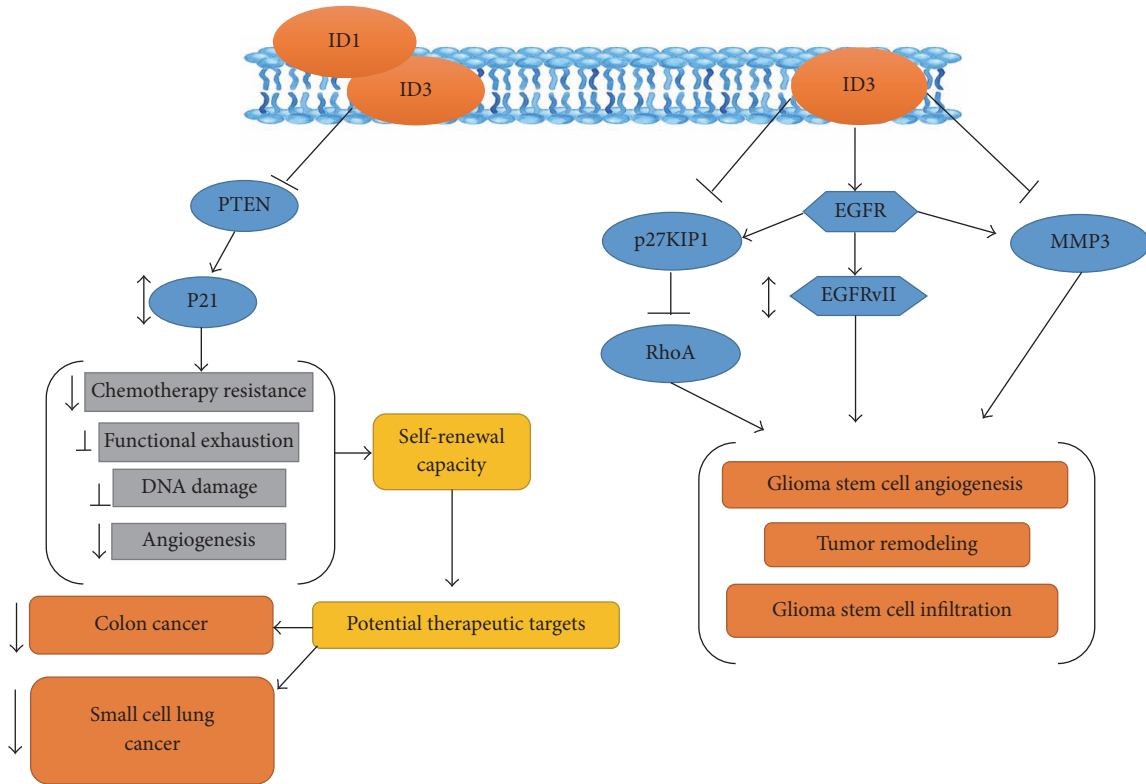 ID1
ID3
ID3
PTEN
P21
Chemotherapy resistance
Functional exhaustion
DNA damage
Angiogenesis
Self-renewal
capacity
Potential therapeutic targets
Colon cancer
Small cell lung
cancer
EGFR
p27KIP1
MMP3
EGFRvII
RhoA
Glioma stem cell angiogenesis
Tumor remodeling
Glioma stem cell infiltration